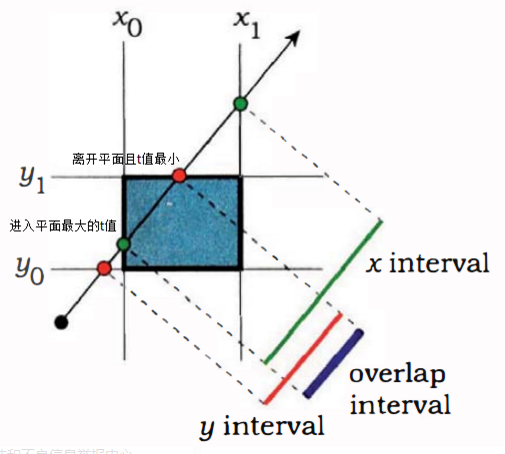 x₀ x₁
离开平面且t值最小
y₁
进入平面最大的t值
y₀
x interval
overlap
interval
y interval